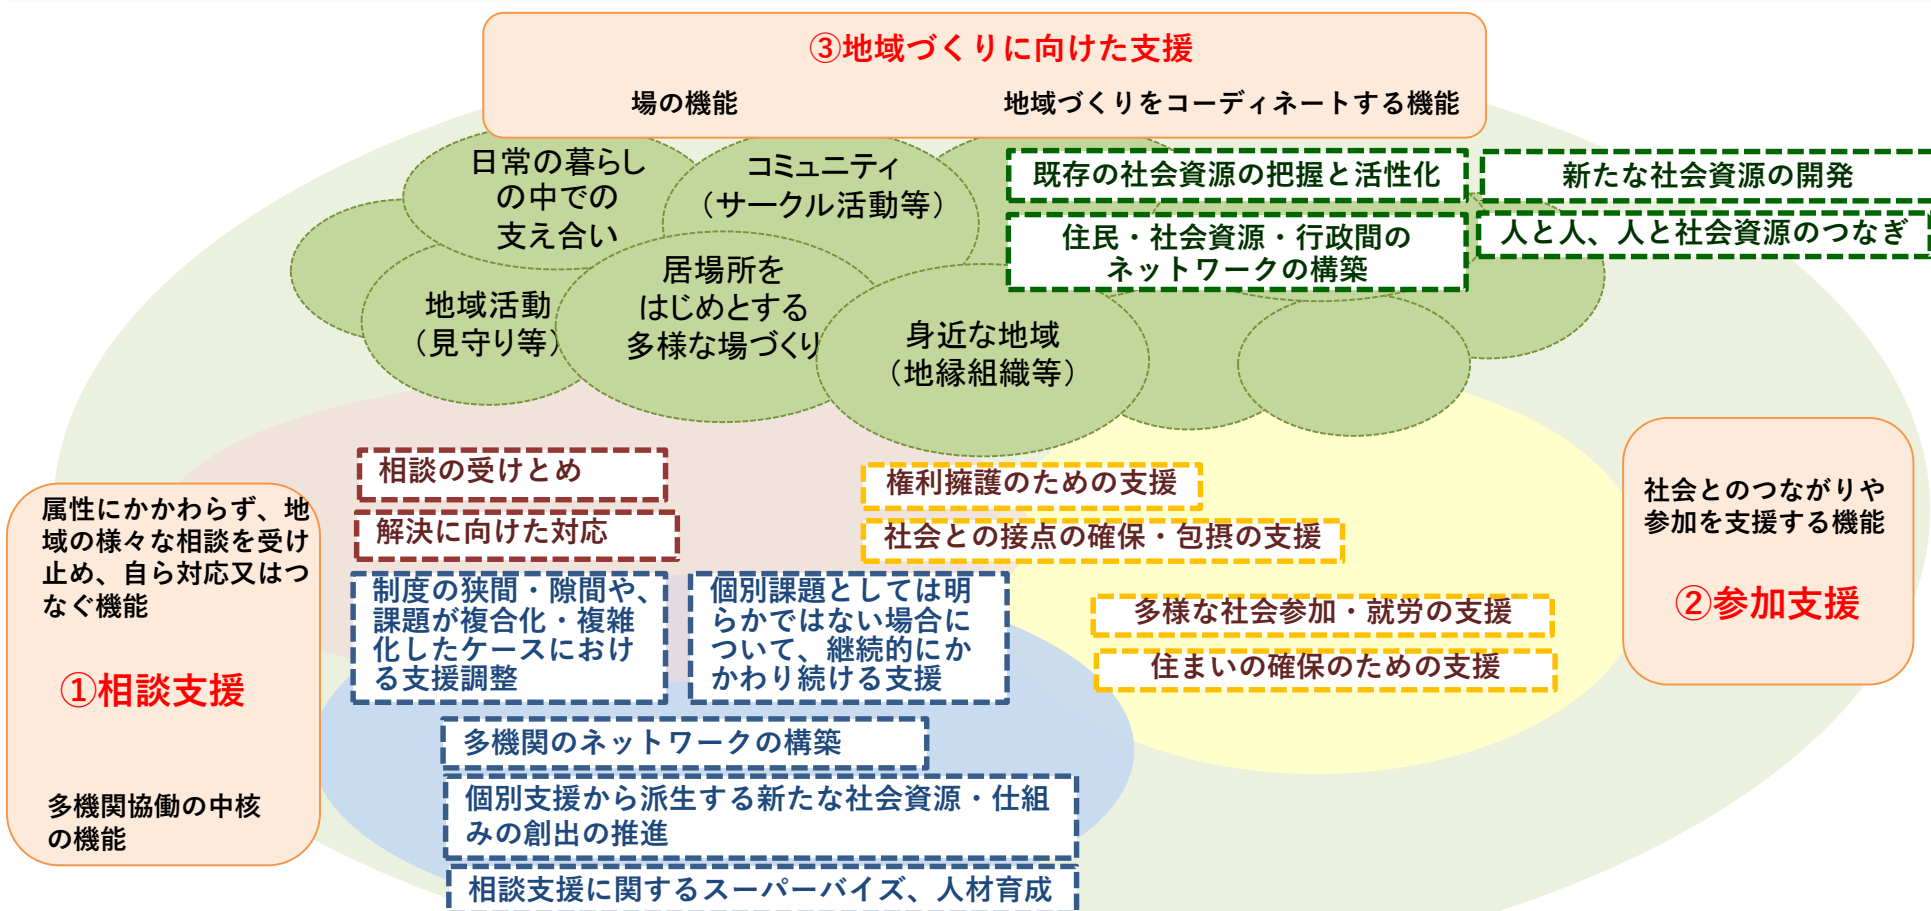 ③地域づくりに向けた支援
場の機能
地域づくりをコーディネートする機能
日常の暮らし
の中での
支え合い
コミュニティ
（サークル活動等）
既存の社会資源の把握と活性化
新たな社会資源の開発
住民・社会資源・行政間の
ネットワークの構築
人と人、人と社会資源のつなぎ
地域活動
（見守り等）
居場所を
はじめとする
多様な場づくり
身近な地域
（地縁組織等）
相談の受けとめ
解決に向けた対応
権利擁護のための支援
社会との接点の確保・包摂の支援
属性にかかわらず、地
域の様々な相談を受け
止め、自ら対応又はつ
なぐ機能
①相談支援
多機関協働の中核
の機能
制度の狭間・隙間や、
課題が複合化・複雑
化したケースにおけ
る支援調整
個別課題としては明
らかではない場合に
ついて、継続的にか
かわり続ける支援
多様な社会参加・就労の支援
住まいの確保のための支援
社会とのつながりや
参加を支援する機能
②参加支援
多機関のネットワークの構築
個別支援から派生する新たな社会資源・仕組
みの創出の推進
相談支援に関するスーパーバイズ、人材育成